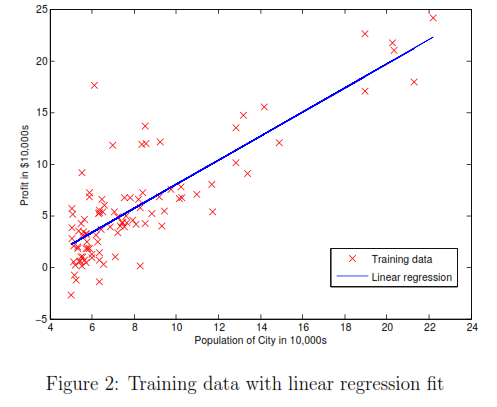 25
20
15
10
5
0
−5
Profit in $10,000s
4 6 8 10 12 14 16 18 20 22 24
Population of City in 10,000s
Training data
Linear regression
Figure 2: Training data with linear regression fit